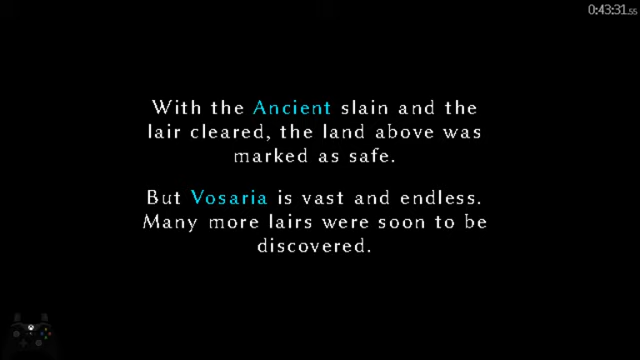 0:43:31.55
With the Ancient slain and the
lair cleared, the land above was
marked as safe.
But Vosaria is vast and endless.
Many more lairs were soon to be
discovered.